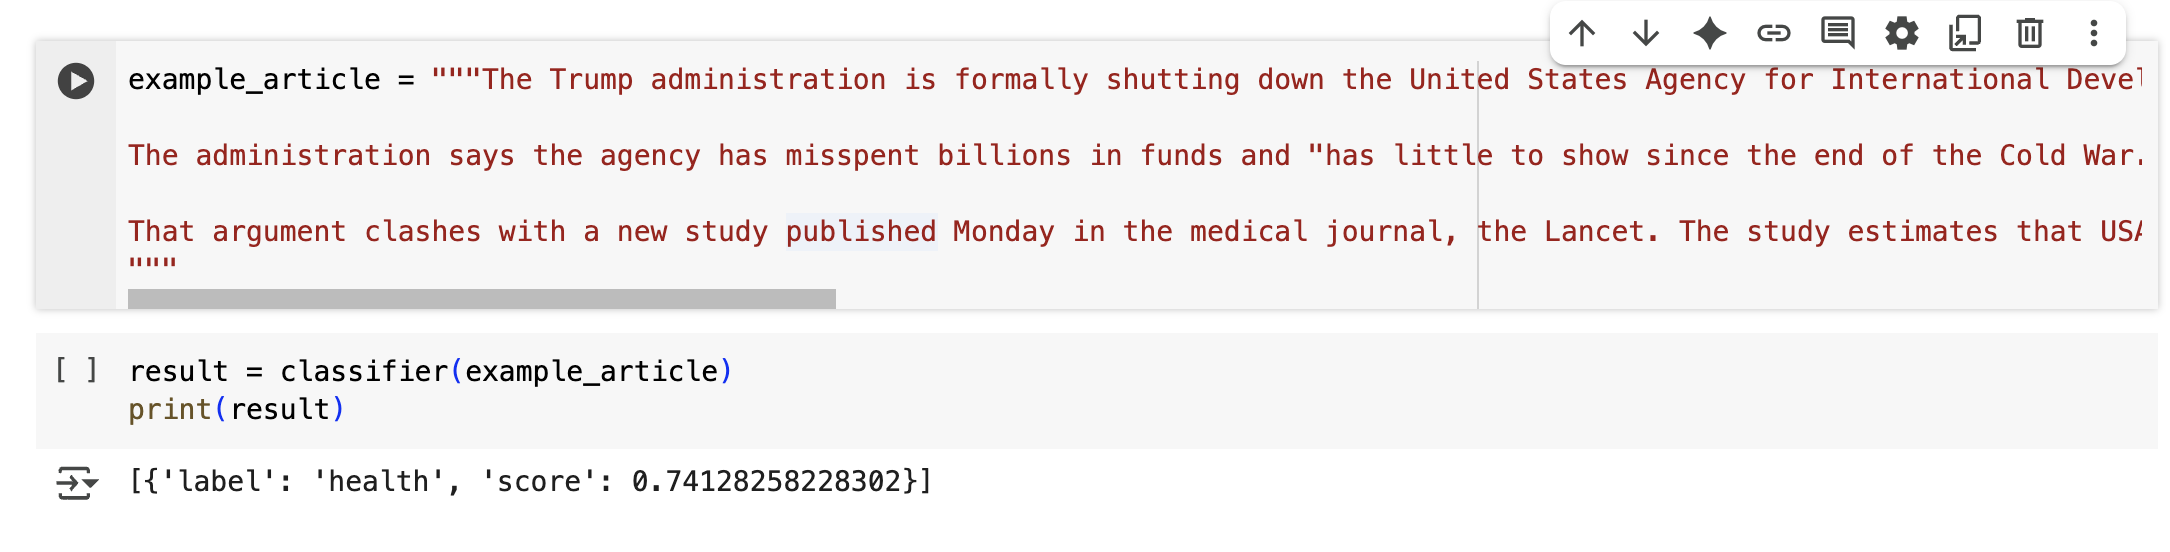 example_article = """The Trump administration is formally shutting down the United States Agency for International Devel
The administration says the agency has misspent billions in funds and "has little to show since the end of the Cold War.
That argument clashes with a new study published Monday in the medical journal, the Lancet. The study estimates that USA
"""
[ ] result = classifier(example_article)
print(result)
[{'label': 'health', 'score': 0.74128258228302}]